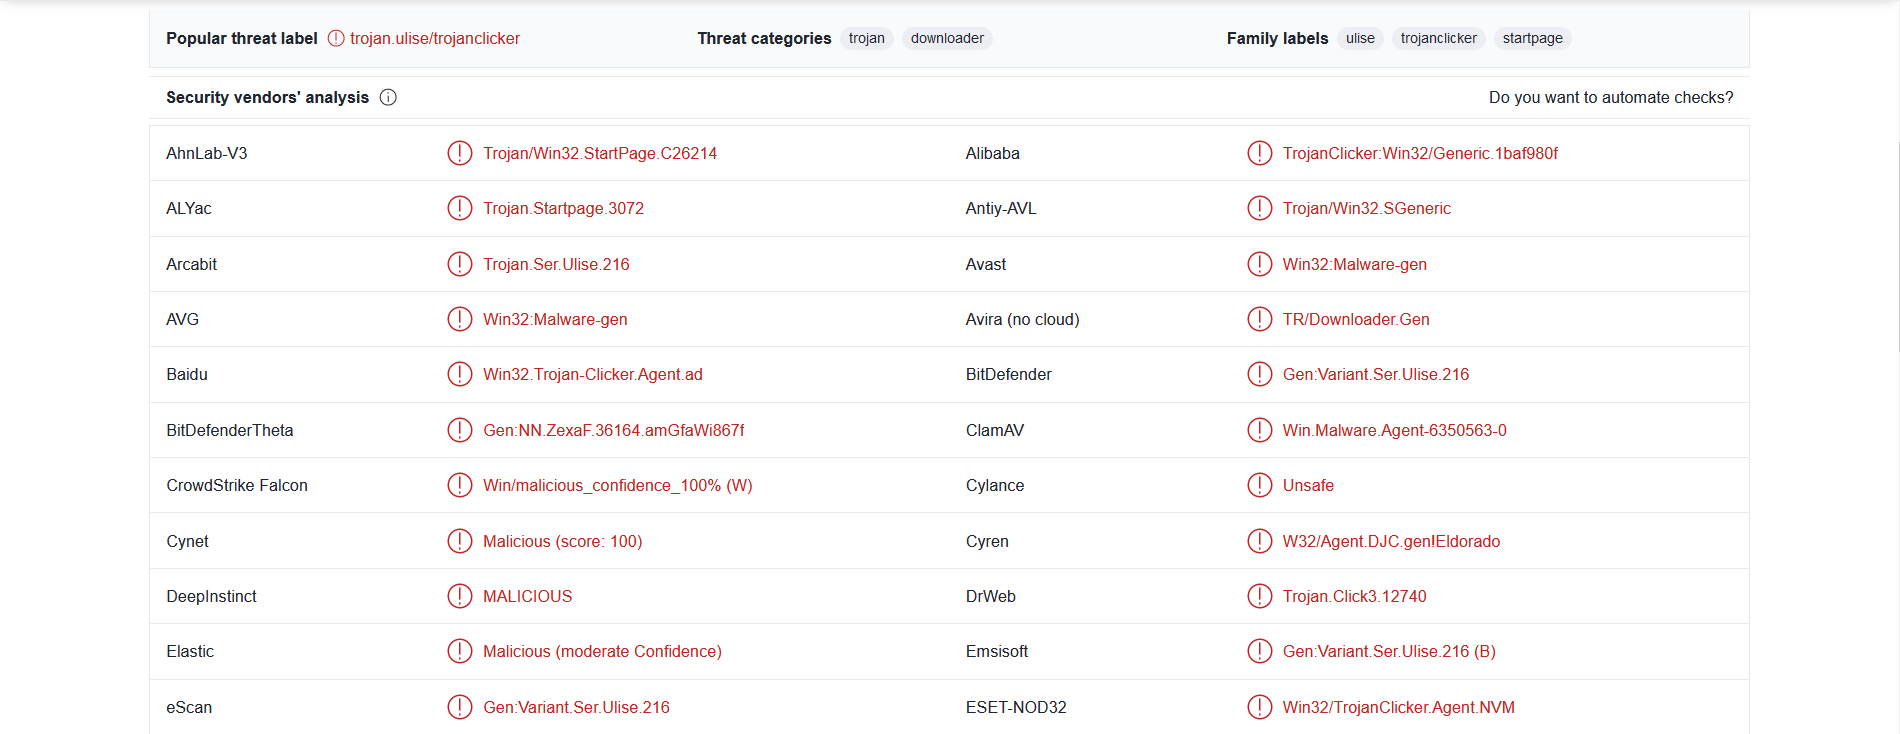 Popular threat label trojan.ulise/trojanclicker Threat categories trojan downloader Family labels ulise trojanclicker startpage
Security vendors' analysis Do you want to automate checks?
AhnLab-V3 Trojan/Win32.StartPage.C26214 Alibaba TrojanClicker:Win32/Generic.1baf980f
ALYac Trojan.Startpage.3072 Antiy-AVL Trojan/Win32.SGeneric
Arcabit Trojan.Ser.Ulise.216 Avast Win32:Malware-gen
AVG Win32:Malware-gen Avira (no cloud) TR/Downloader.Gen
Baidu Win32.Trojan-Clicker.Agent.ad BitDefender Gen:Variant.Ser.Ulise.216
BitDefenderTheta Gen:NN.ZexaF.36164.amGfaWi867f ClamAV Win.Malware.Agent-6350563-0
CrowdStrike Falcon Win/malicious_confidence_100% (W) Cylance Unsafe
Cynet Malicious (score: 100) Cyren W32/Agent.DJC.gen!Eldorado
DeepInstinct MALICIOUS DrWeb Trojan.Click3.12740
Elastic Malicious (moderate Confidence) Emsisoft Gen:Variant.Ser.Ulise.216 (B)
eScan Gen:Variant.Ser.Ulise.216 ESET-NOD32 Win32/TrojanClicker.Agent.NVM